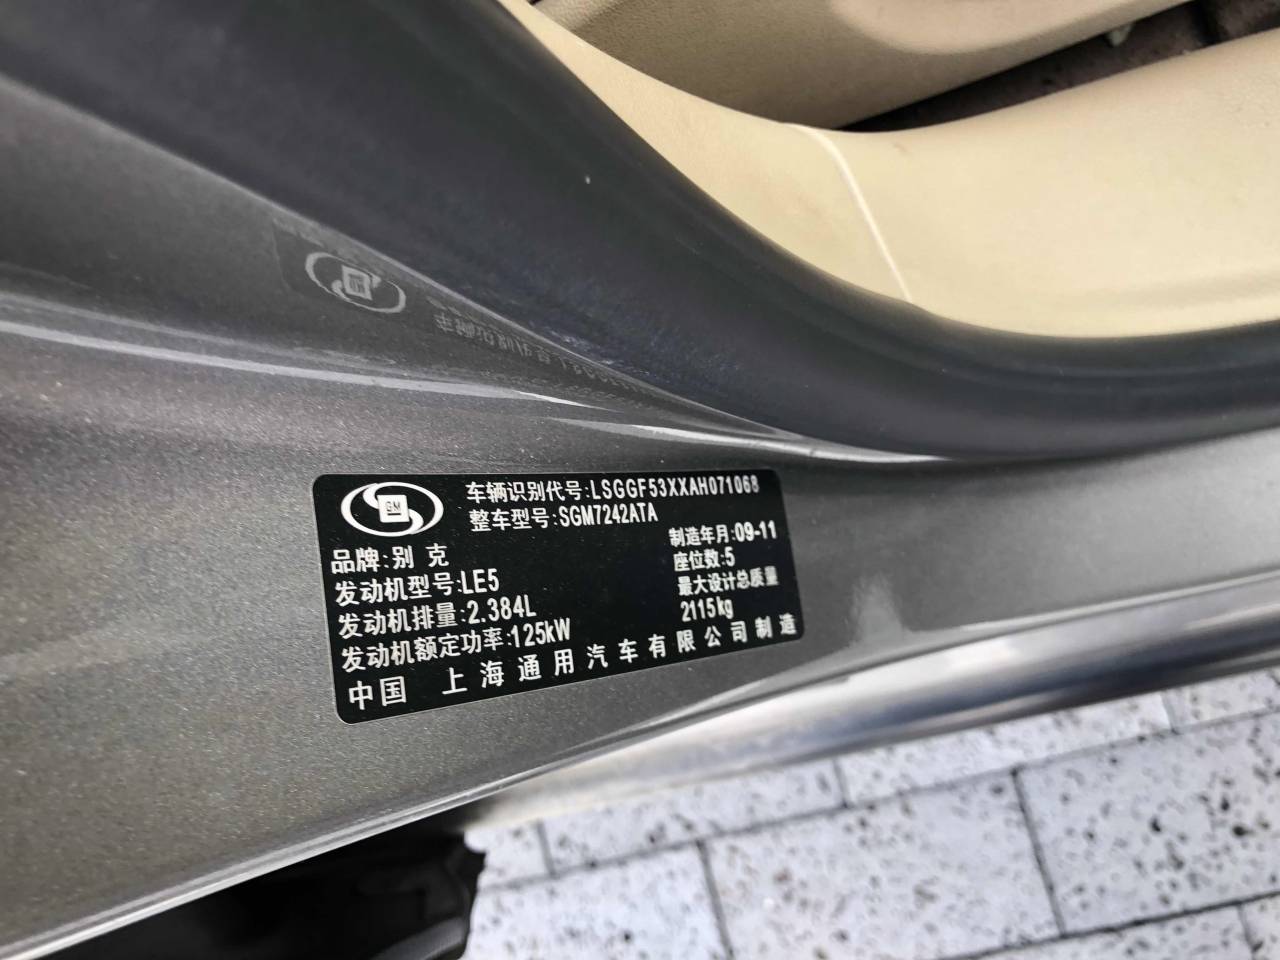 GM
车辆识别代号:LSGGF53XXAH071068
整车型号:SGM7242ATA
品牌:别 克
制造年月:09-11
发动机型号:LE5
座位数:5
发动机排量:2.384L
最大设计总质量
2115kg
发动机额定功率:125kW
中国 上海通用汽车有限公司制造